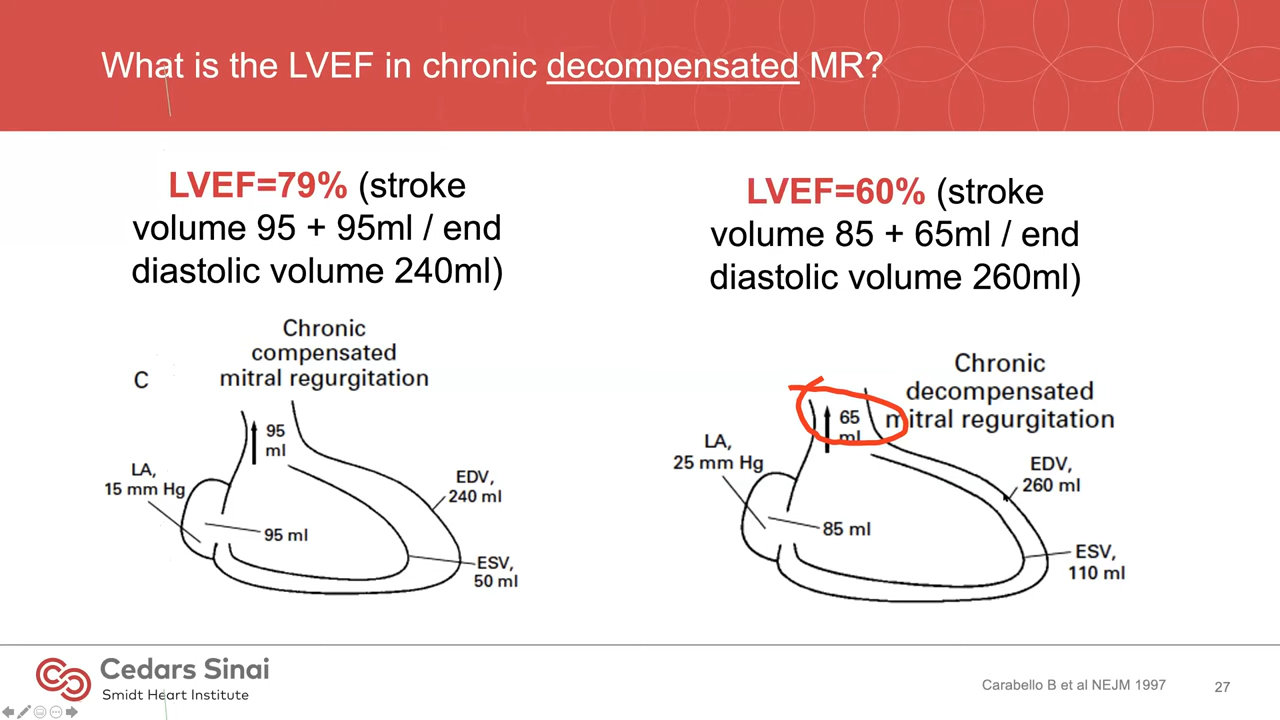 What is the LVEF in chronic decompensated MR?
LVEF=79% (stroke
volume 95 + 95ml / end
diastolic volume 240ml)
LVEF=60% (stroke
volume 85 + 65ml / end
diastolic volume 260ml)
Chronic
compensated
mitral regurgitation
C
95
ml
LA,
15 mm Hg
EDV,
240 ml
95 ml
ESV,
50 ml
Chronic
decompensated
mitral regurgitation
65
ml
LA,
25 mm Hg
EDV,
260 ml
85 ml
ESV,
110 ml
Cedars Sinai
Smidt Heart Institute
Carabello B et al NEJM 1997
27